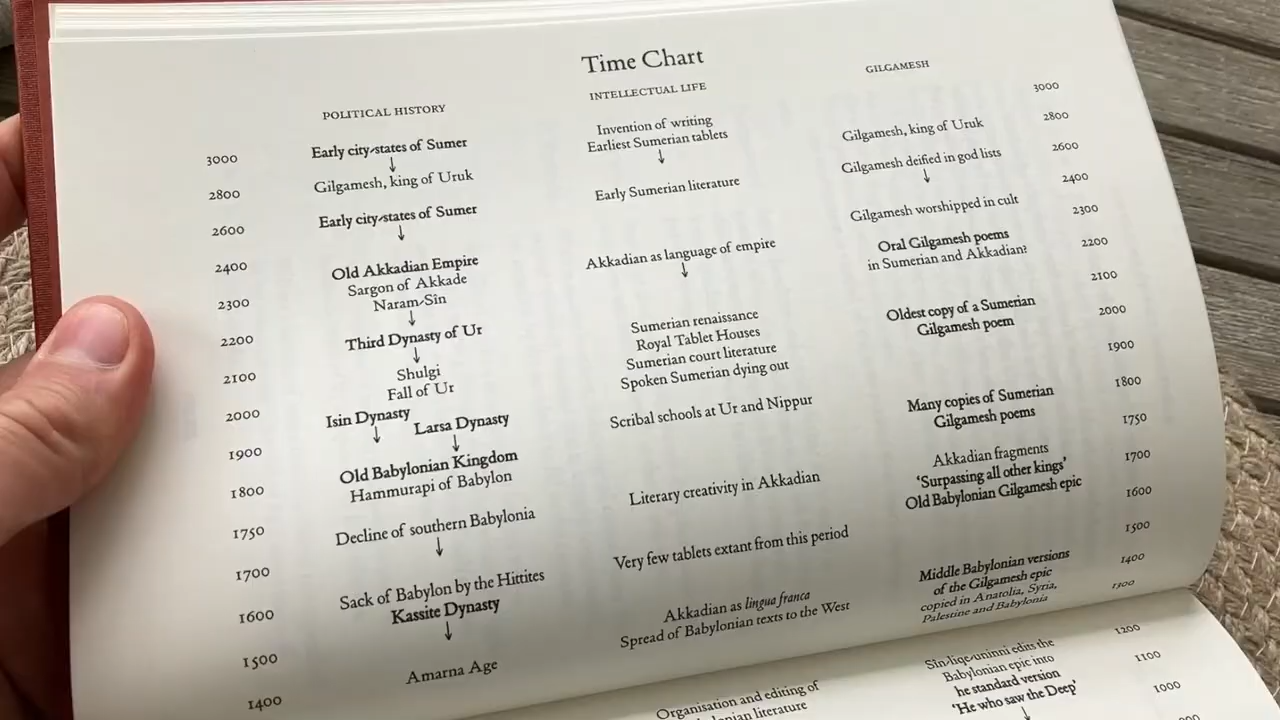 Time Chart
POLITICAL HISTORY
INTELLECTUAL LIFE
GILGAMESH
3000
2800
2600
2400
2300
2200
2100
2000
1900
1800
1750
1700
1600
1500
1400
Early city-states of Sumer
↓
Gilgamesh, king of Uruk
Early city-states of Sumer
↓
Old Akkadian Empire
Sargon of Akkade
Naram-Sîn
↓
Third Dynasty of Ur
↓
Shulgi
Fall of Ur
Isin Dynasty
↓
Larsa Dynasty
↓
Old Babylonian Kingdom
Hammurapi of Babylon
Decline of southern Babylonia
↓
Sack of Babylon by the Hittites
Kassite Dynasty
↓
Amarna Age
Invention of writing
Earliest Sumerian tablets
↓
Early Sumerian literature
Akkadian as language of empire
↓
Sumerian renaissance
Royal Tablet Houses
Sumerian court literature
Spoken Sumerian dying out
Scribal schools at Ur and Nippur
Literary creativity in Akkadian
Very few tablets extant from this period
Akkadian as lingua franca
Spread of Babylonian texts to the West
Organisation and editing of
literature
Gilgamesh, king of Uruk
Gilgamesh deified in god lists
↓
Gilgamesh worshipped in cult
Oral Gilgamesh poems
in Sumerian and Akkadian?
Oldest copy of a Sumerian
Gilgamesh poem
Many copies of Sumerian
Gilgamesh poems
Akkadian fragments
'Surpassing all other kings'
Old Babylonian Gilgamesh epic
Middle Babylonian versions
of the Gilgamesh epic
copied in Anatolia, Syria,
Palestine and Babylonia
Sîn-liqe-uninni edits the
Babylonian epic into
he standard version
'He who saw the Deep'
↓
3000
2800
2600
2400
2300
2200
2100
2000
1900
1800
1750
1700
1600
1500
1400
1300
1200
1100
1000